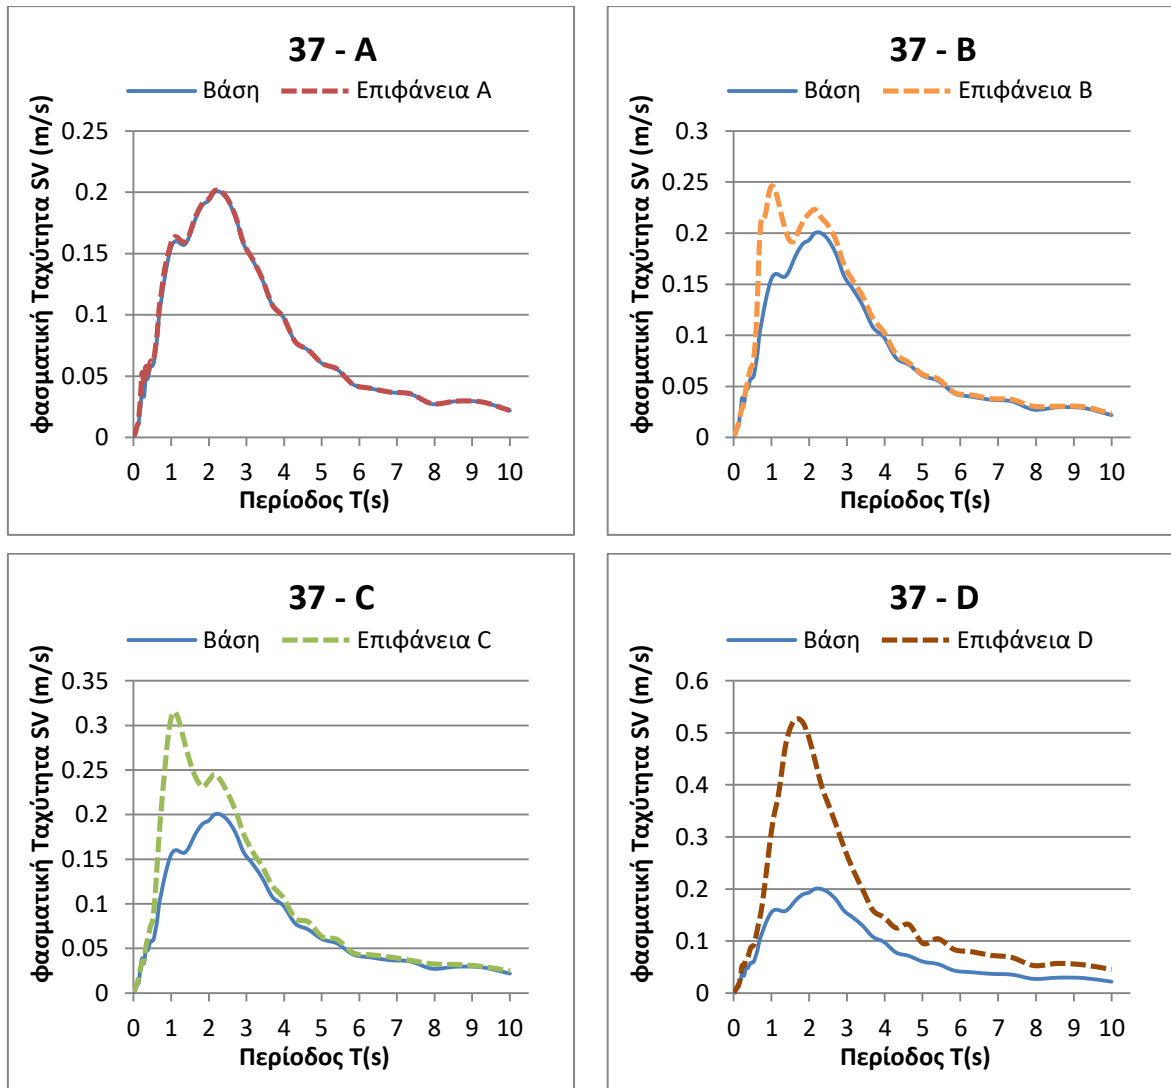 37 - A
Βάση Επιφάνεια A
φασματική Ταχύτητα SV (m/s)
0.25
0.2
0.15
0.1
0.05
0
0 1 2 3 4 5 6 7 8 9 10
Περίοδος T(s)
37 - B
Βάση Επιφάνεια B
φασματική Ταχύτητα SV (m/s)
0.3
0.25
0.2
0.15
0.1
0.05
0
0 1 2 3 4 5 6 7 8 9 10
Περίοδος T(s)
37 - C
Βάση Επιφάνεια C
φασματική Ταχύτητα SV (m/s)
0.35
0.3
0.25
0.2
0.15
0.1
0.05
0
0 1 2 3 4 5 6 7 8 9 10
Περίοδος T(s)
37 - D
Βάση Επιφάνεια D
φασματική Ταχύτητα SV (m/s)
0.6
0.5
0.4
0.3
0.2
0.1
0
0 1 2 3 4 5 6 7 8 9 10
Περίοδος T(s)